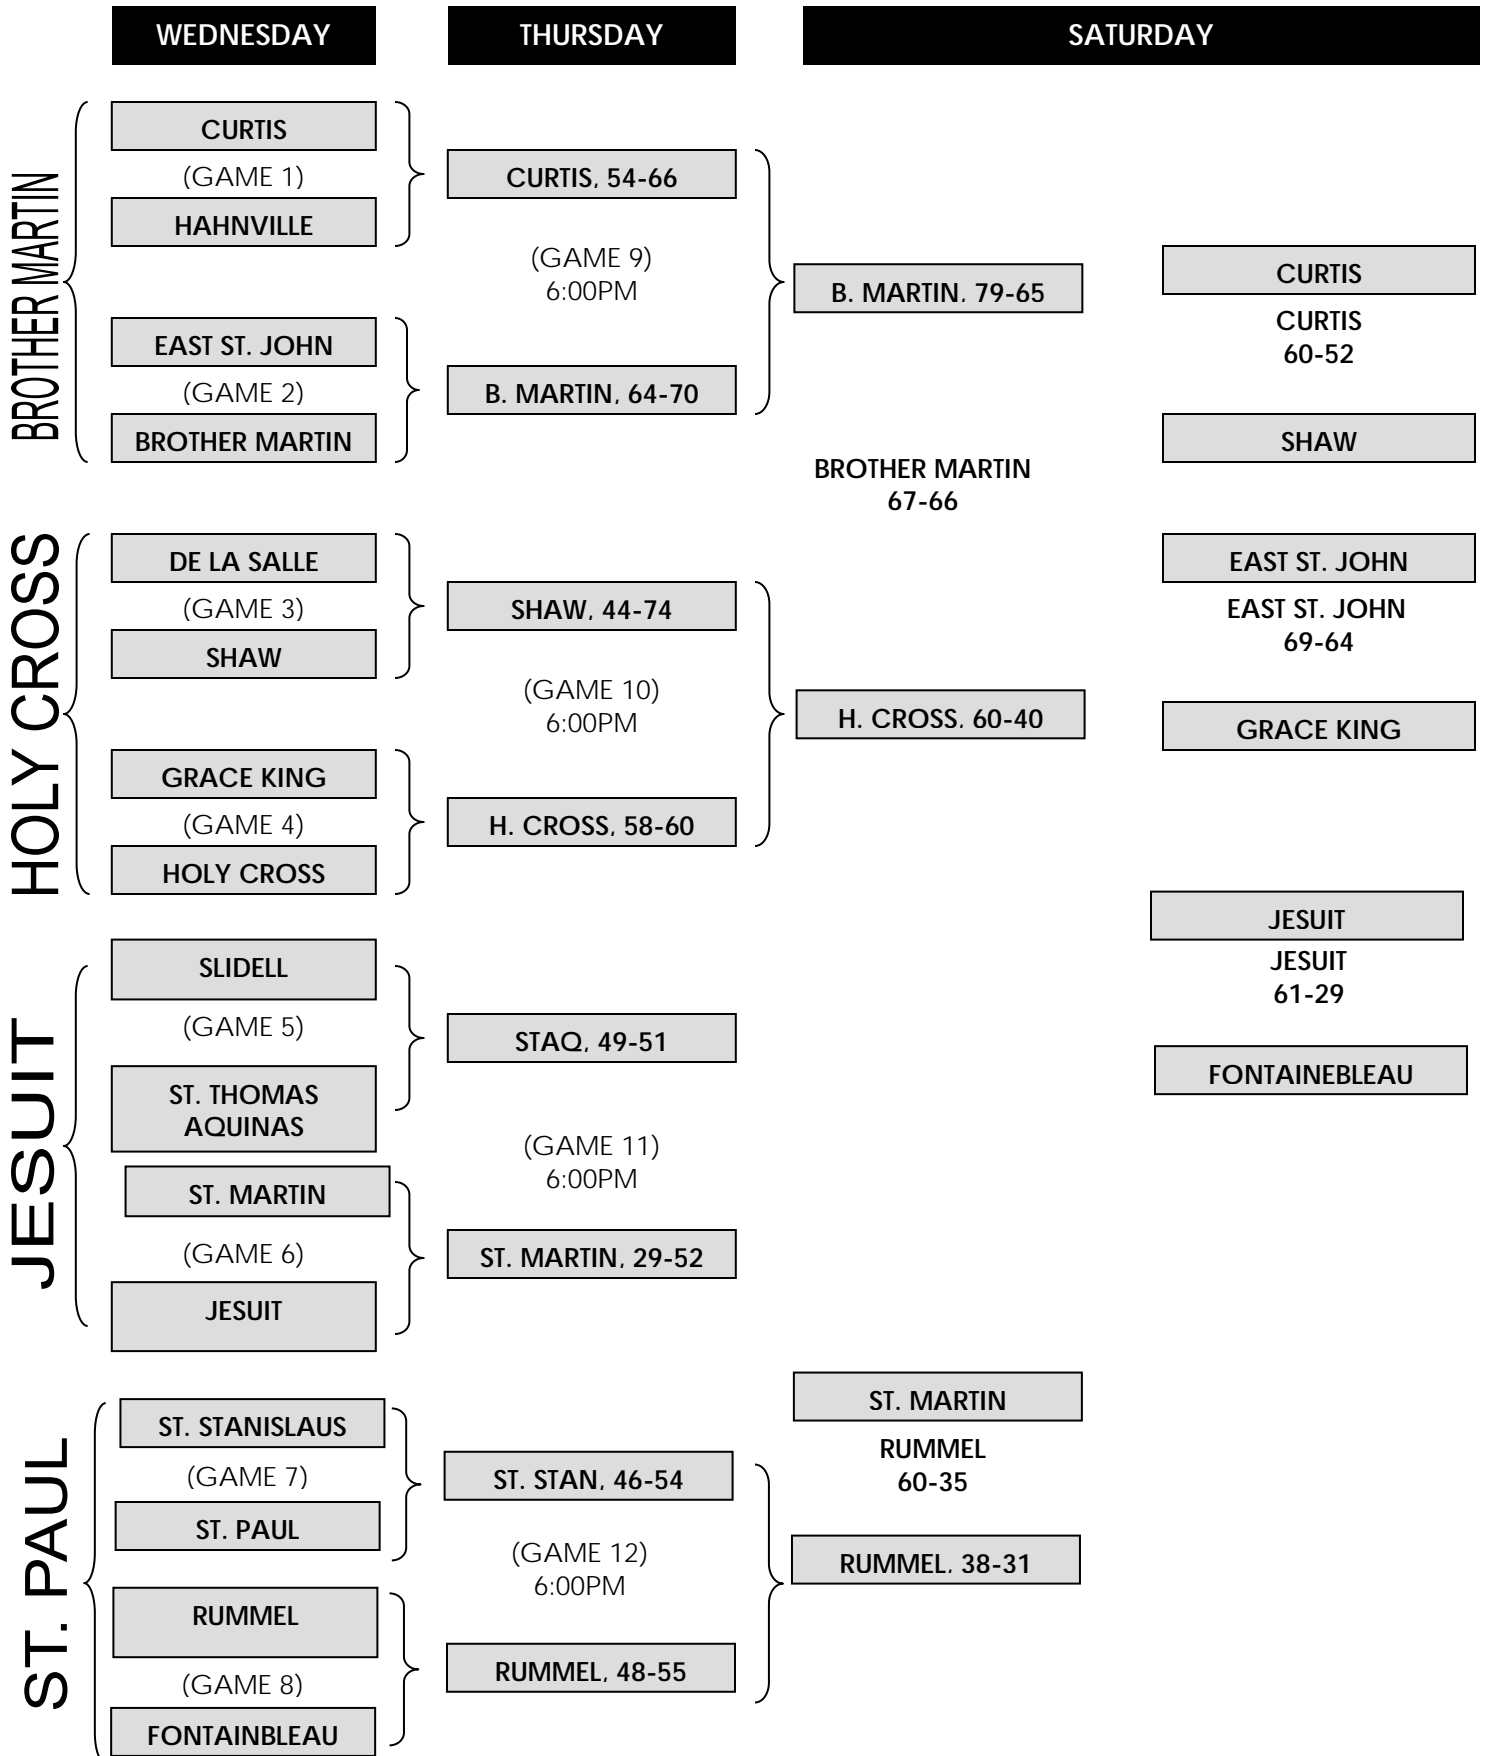 WEDNESDAY
THURSDAY
SATURDAY
BROTHER MARTIN
CURTIS
(GAME 1)
HAHNVILLE
EAST ST. JOHN
(GAME 2)
BROTHER MARTIN
CURTIS, 54-66
(GAME 9)
6:00PM
B. MARTIN, 64-70
B. MARTIN, 79-65
BROTHER MARTIN
67-66
CURTIS
CURTIS
60-52
SHAW
HOLY CROSS
DE LA SALLE
(GAME 3)
SHAW
GRACE KING
(GAME 4)
HOLY CROSS
SHAW, 44-74
(GAME 10)
6:00PM
H. CROSS, 58-60
H. CROSS, 60-40
EAST ST. JOHN
EAST ST. JOHN
69-64
GRACE KING
JESUIT
SLIDELL
(GAME 5)
ST. THOMAS
AQUINAS
ST. MARTIN
(GAME 6)
JESUIT
STAQ, 49-51
(GAME 11)
6:00PM
ST. MARTIN, 29-52
JESUIT
JESUIT
61-29
FONTAINEBLEAU
ST. PAUL
ST. STANISLAUS
(GAME 7)
ST. PAUL
RUMMEL
(GAME 8)
FONTAINBLEAU
ST. STAN, 46-54
(GAME 12)
6:00PM
RUMMEL, 48-55
ST. MARTIN
RUMMEL
60-35
RUMMEL, 38-31